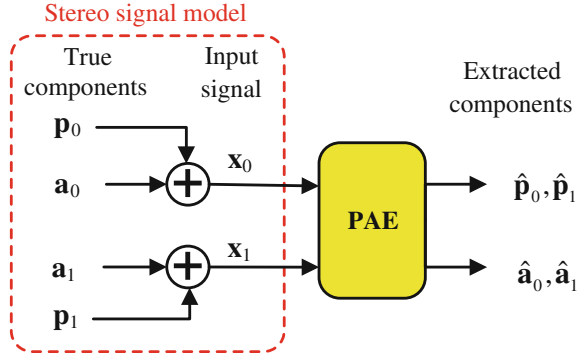 Stereo signal model
True components
Input signal
Extracted components
𝐩₀
𝐚₀
𝐱₀
𝐚₁
𝐱₁
𝐩₁
PAE
𝐩̂₀, 𝐩̂₁
𝐚̂₀, 𝐚̂₁